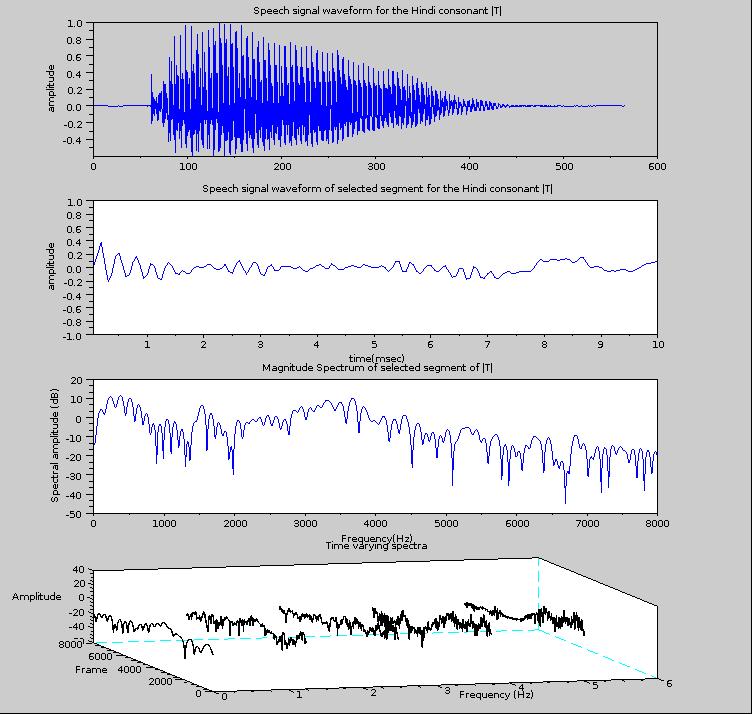 Speech signal waveform for the Hindi consonant |T|
1.0
0.8
0.6
0.4
0.2
0.0
-0.2
-0.4
amplitude
0 100 200 300 400 500 600
Speech signal waveform of selected segment for the Hindi consonant |T|
1.0
0.8
0.6
0.4
0.2
0.0
-0.2
-0.4
-0.6
-0.8
-1.0
amplitude
1 2 3 4 5 6 7 8 9 10
time(msec)
Magnitude Spectrum of selected segment of |T|
20
10
0
-10
-20
-30
-40
-50
Spectral amplitude (dB)
0 1000 2000 3000 4000 5000 6000 7000 8000
Frequency(Hz)
Time varying spectra
40
20
0
-20
-40
Amplitude
8000
6000
4000
2000
0
Frame
0 1 2 3 4 5 6
Frequency (Hz)